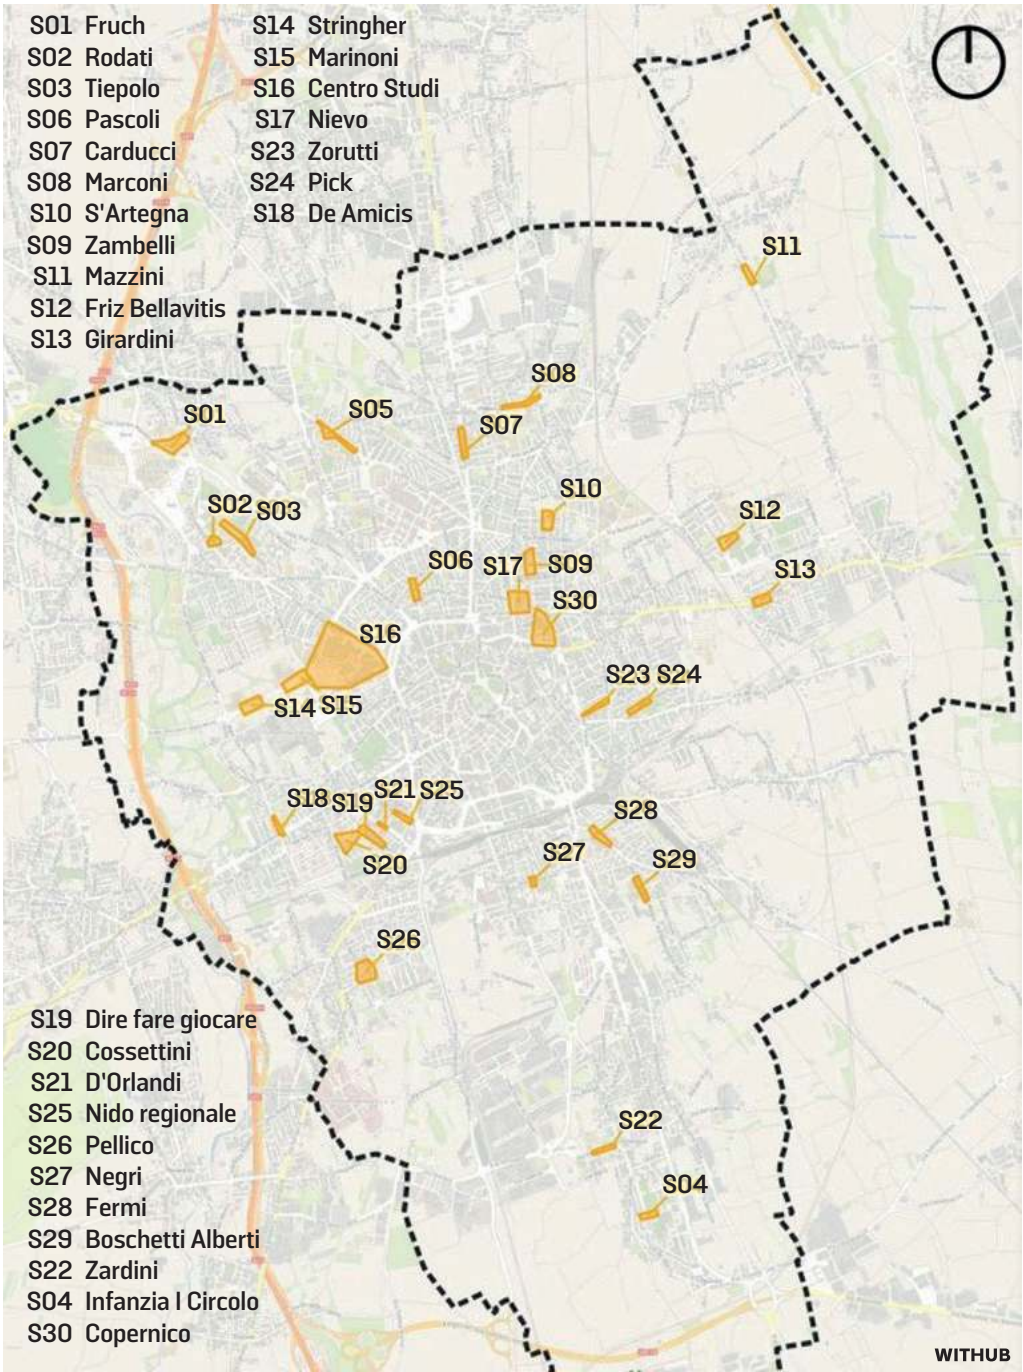 S01 Fruch
S02 Rodati
S03 Tiepolo
S06 Pascoli
S07 Carducci
S08 Marconi
S10 S'Artegna
S09 Zambelli
S11 Mazzini
S12 Friz Bellavitis
S13 Girardini
S14 Stringher
S15 Marinoni
S16 Centro Studi
S17 Nievo
S23 Zorutti
S24 Pick
S18 De Amicis
S11
S08
S05
S01
S07
S10
S02
S03
S12
S06
S17
S09
S13
S30
S16
S23
S24
S14
S15
S21
S25
S18
S19
S28
S20
S27
S29
S26
S22
S04
S19 Dire fare giocare
S20 Cossettini
S21 D'Orlandi
S25 Nido regionale
S26 Pellico
S27 Negri
S28 Fermi
S29 Boschetti Alberti
S22 Zardini
S04 Infanzia I Circolo
S30 Copernico
WITHUB